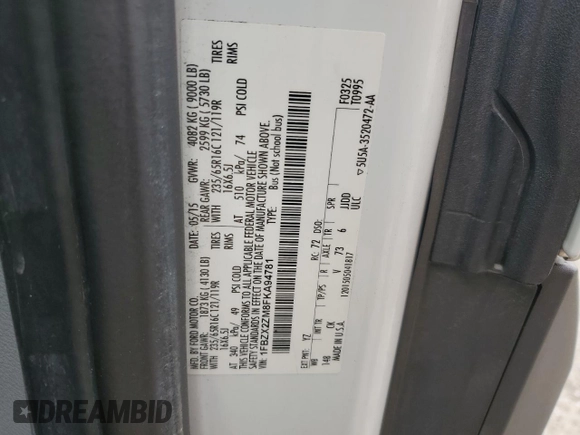 MFG. BY FORD MOTOR CO.
DATE: 05/15 GVWR: 4082 KG ( 9000 LB)
FRONT GAWR: 1873 KG ( 4130 LB) REAR GAWR: 2599 KG ( 5730 LB)
WITH 235/65R16C 121/119R TIRES WITH 235/65R16C 121/119R TIRES
16X6.5J RIMS 16X6.5J RIMS
AT 340 kPa/ 49 PSI COLD AT 510 kPa/ 74 PSI COLD
THIS VEHICLE CONFORMS TO ALL APPLICABLE FEDERAL MOTOR VEHICLE
SAFETY STANDARDS IN EFFECT ON THE DATE OF MANUFACTURE SHOWN ABOVE.
VIN: 1FBZX2ZM8FKA94781 TYPE: Bus (Not school bus)
F0325
T0995
EXT PNT: YZ RC: 72 DSO:
WB INT TR TP/PS R AXLE TR SPR
148 CK V 73 6 JJDD
MADE IN U.S.A. ULC
5U5A-3520472-AA
DREAMBID